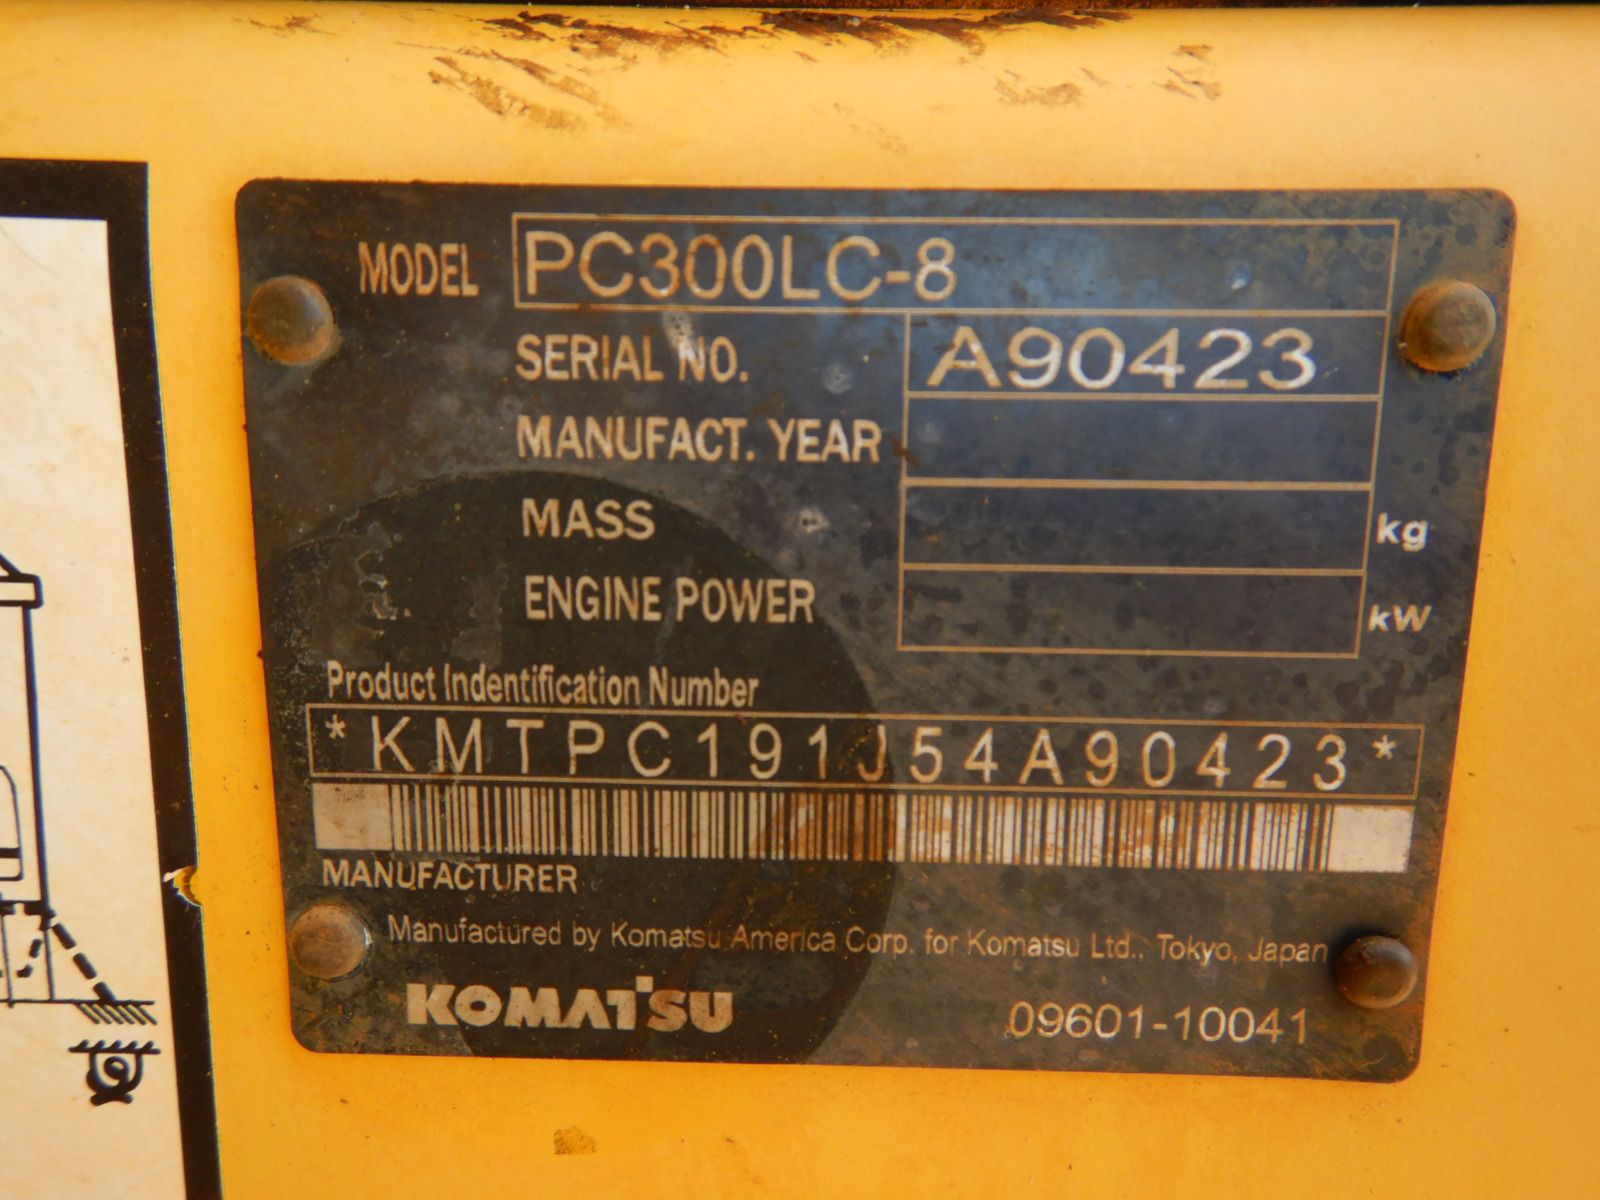 MODEL PC300LC-8
SERIAL NO. A90423
MANUFACT. YEAR
MASS kg
ENGINE POWER kW
Product Indentification Number
*KMTPC191J54A90423*
MANUFACTURER
Manufactured by Komatsu America Corp. for Komatsu Ltd., Tokyo, Japan
KOMATSU 09601-10041